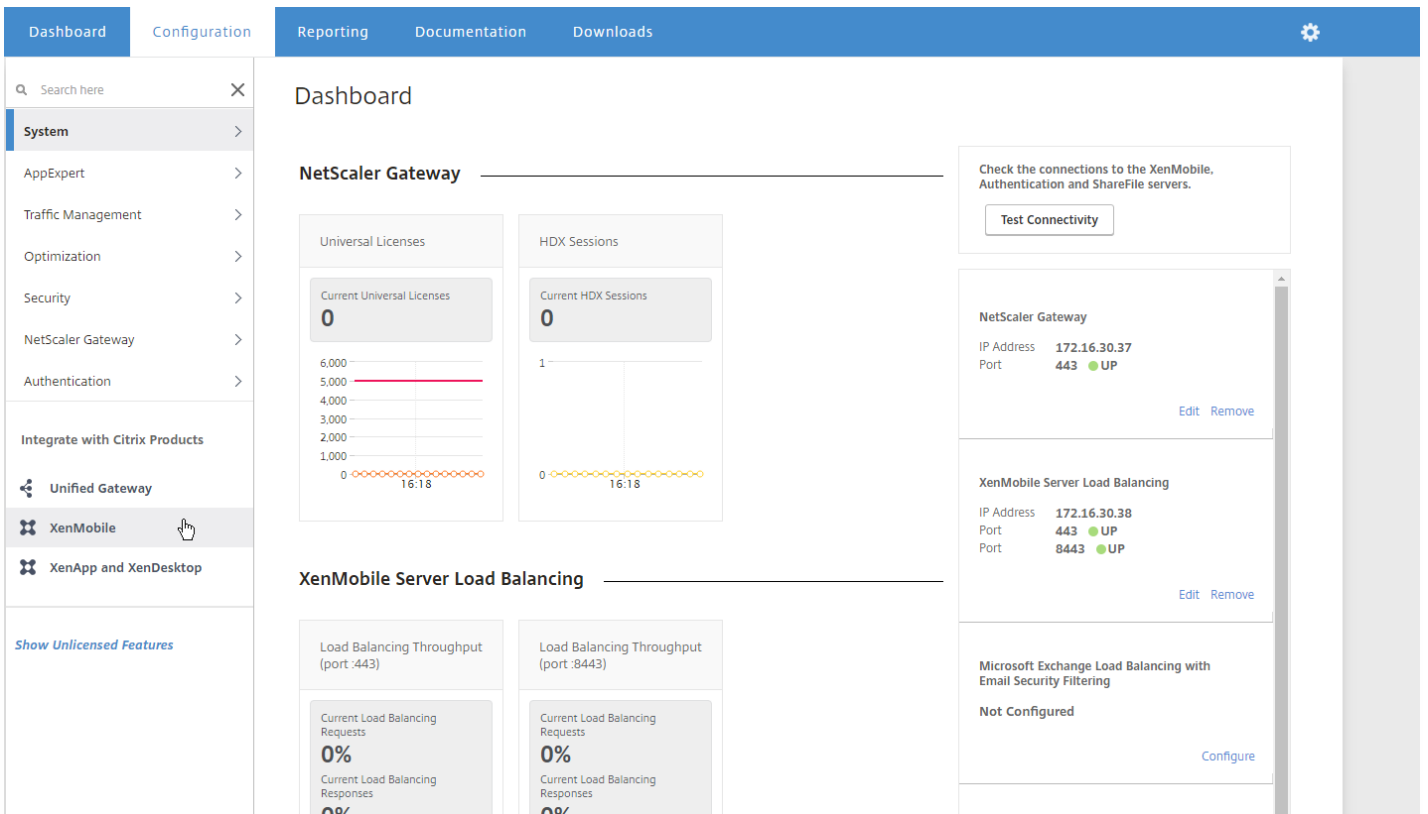 Dashboard
Configuration
Reporting
Documentation
Downloads
Search here
System
AppExpert
Traffic Management
Optimization
Security
NetScaler Gateway
Authentication
Integrate with Citrix Products
Unified Gateway
XenMobile
XenApp and XenDesktop
Show Unlicensed Features
Dashboard
NetScaler Gateway
Universal Licenses
Current Universal Licenses
0
6,000
5,000
4,000
3,000
2,000
1,000
0
16:18
HDX Sessions
Current HDX Sessions
0
1
0
16:18
XenMobile Server Load Balancing
Load Balancing Throughput
(port :443)
Current Load Balancing
Requests
0%
Current Load Balancing
Responses
0%
Load Balancing Throughput
(port :8443)
Current Load Balancing
Requests
0%
Current Load Balancing
Responses
0%
Check the connections to the XenMobile,
Authentication and ShareFile servers.
Test Connectivity
NetScaler Gateway
IP Address 172.16.30.37
Port 443 UP
Edit Remove
XenMobile Server Load Balancing
IP Address 172.16.30.38
Port 443 UP
Port 8443 UP
Edit Remove
Microsoft Exchange Load Balancing with
Email Security Filtering
Not Configured
Configure